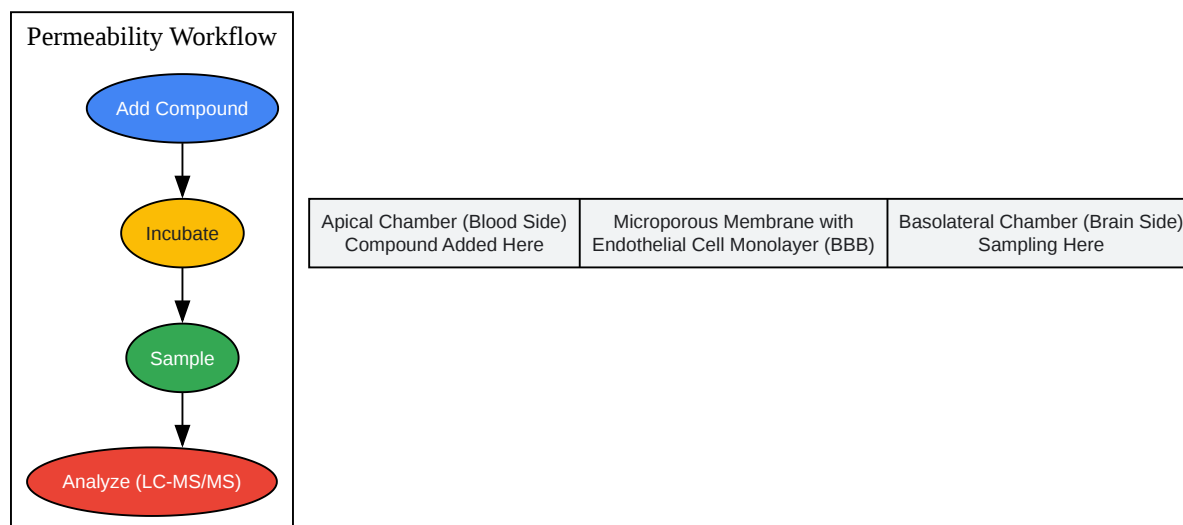 Permeability Workflow
Add Compound
Incubate
Sample
Analyze (LC-MS/MS)
Apical Chamber (Blood Side)
Compound Added Here
Microporous Membrane with
Endothelial Cell Monolayer (BBB)
Basolateral Chamber (Brain Side)
Sampling Here